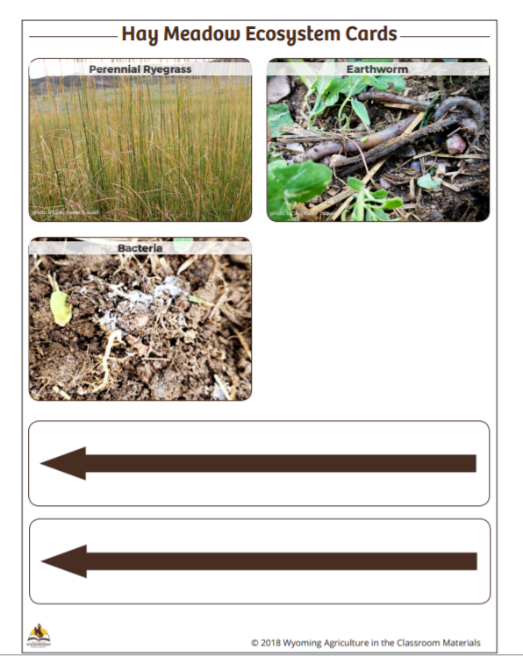 Hay Meadow Ecosystem Cards
Perennial Ryegrass
Earthworm
Bacteria
© 2018 Wyoming Agriculture in the Classroom Materials